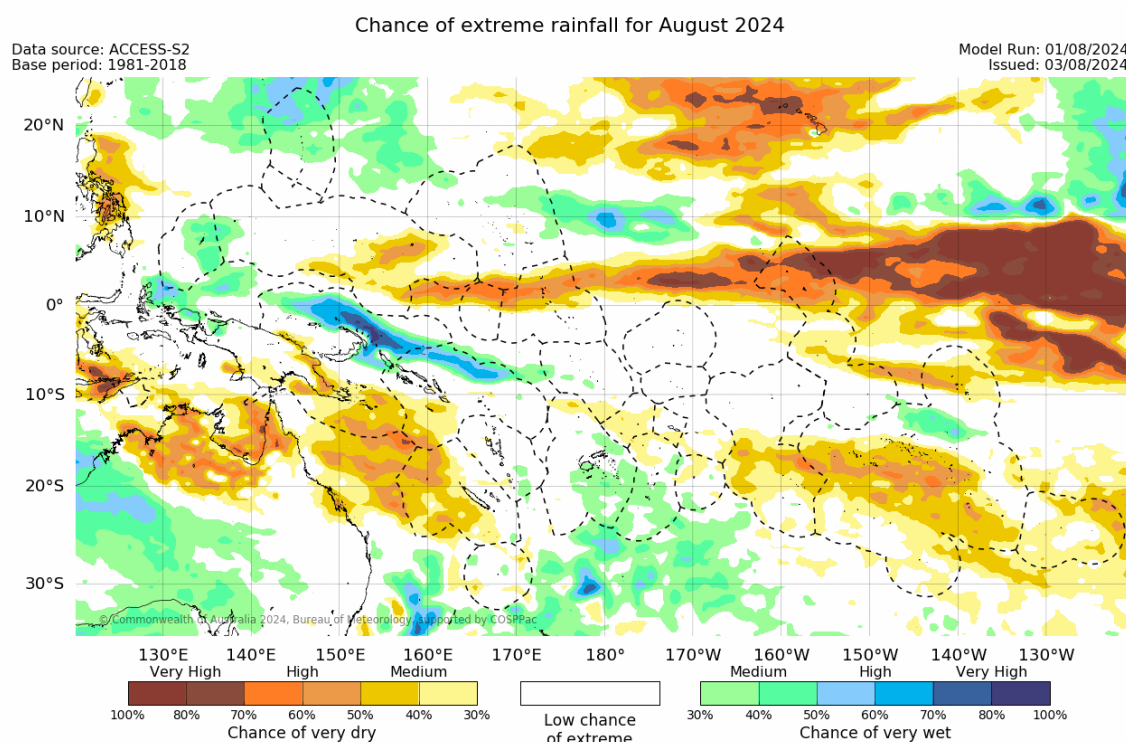 Chance of extreme rainfall for August 2024
Data source: ACCESS-S2
Base period: 1981-2018
Model Run: 01/08/2024
Issued: 03/08/2024
20°N
10°N
0°
10°S
20°S
30°S
©Commonwealth of Australia 2024, Bureau of Meteorology, supported by COSPPac
130°E 140°E 150°E 160°E 170°E 180° 170°W 160°W 150°W 140°W 130°W
Very High High Medium
100% 80% 70% 60% 50% 40% 30%
Chance of very dry
Low chance
of extreme
Medium High Very High
30% 40% 50% 60% 70% 80% 100%
Chance of very wet